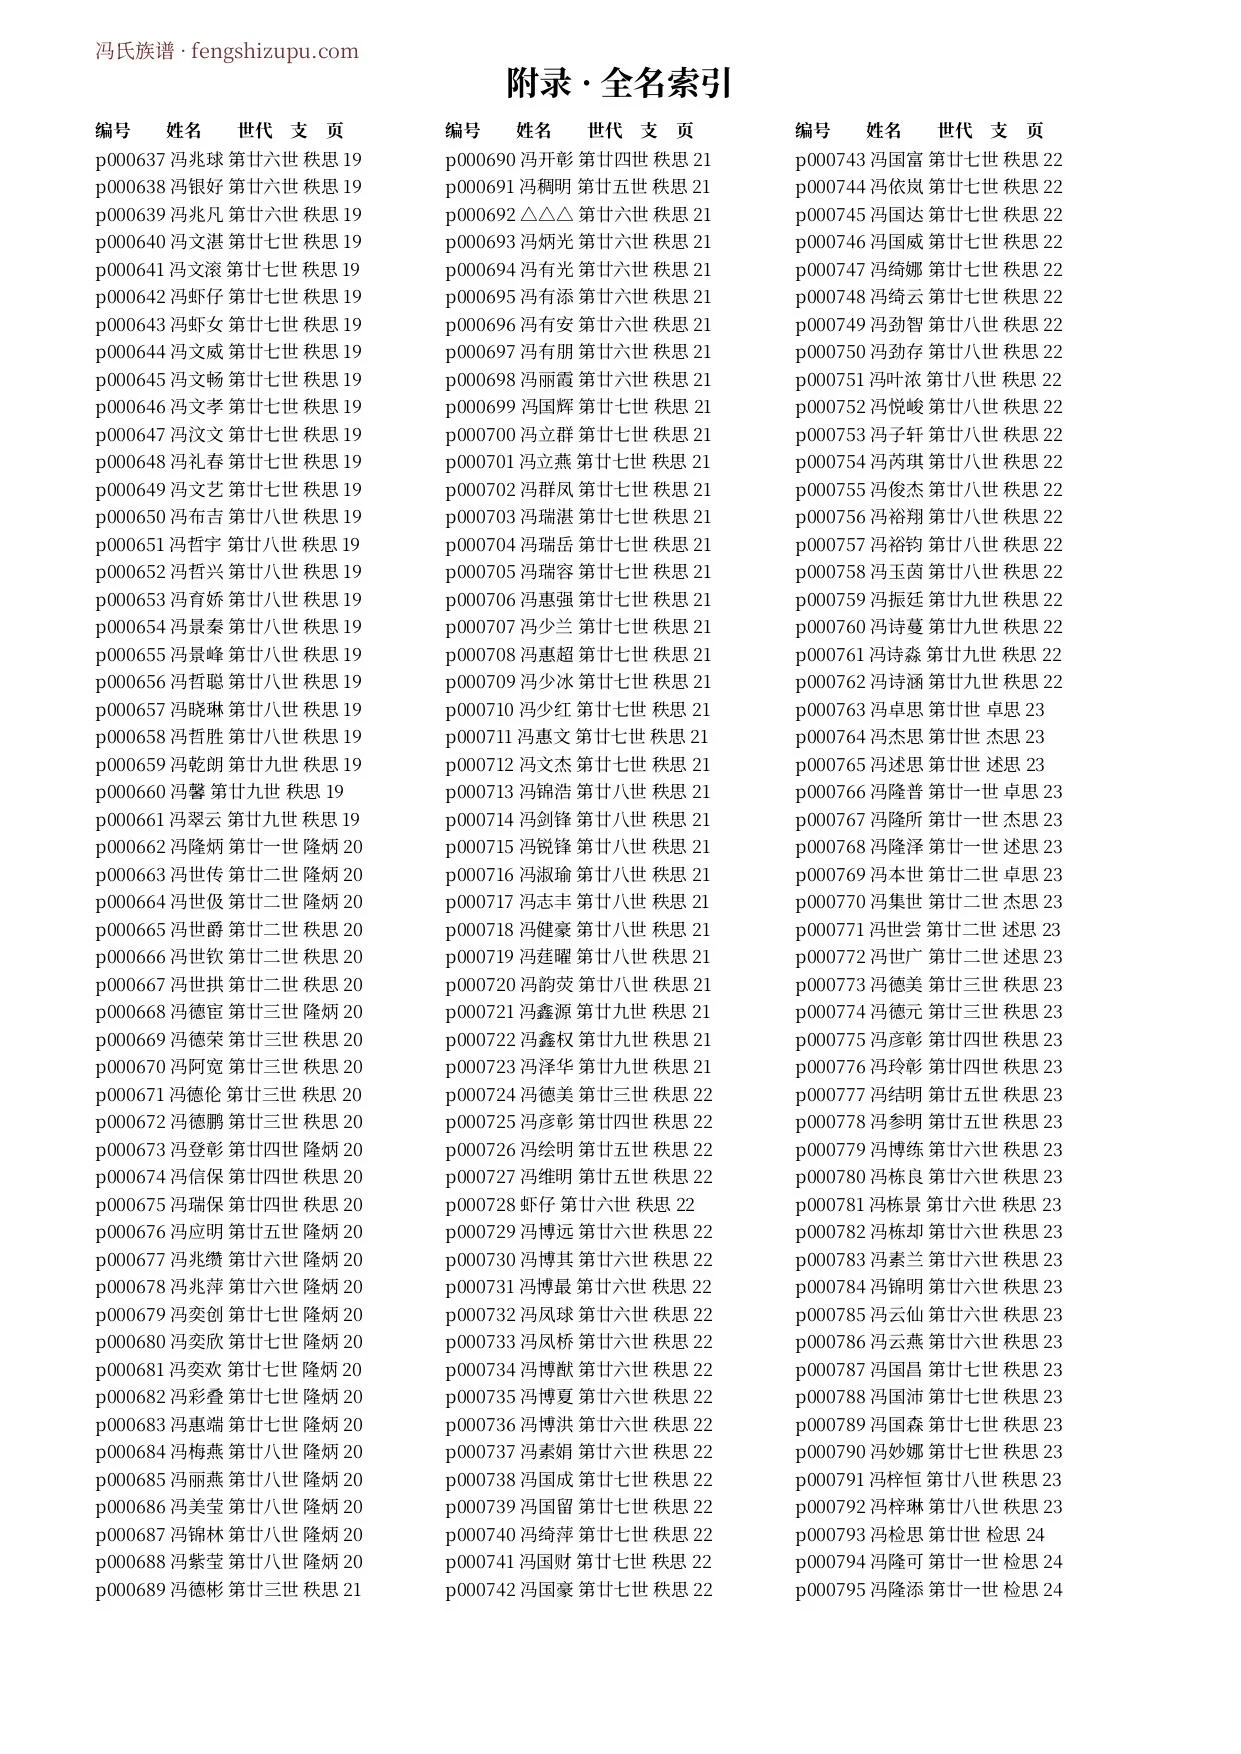 冯氏族谱 · fengshizupu.com
附录 · 全名索引
编号 姓名 世代 支 页
p000637 冯兆球 第廿六世 秩思 19
p000638 冯银好 第廿六世 秩思 19
p000639 冯兆凡 第廿六世 秩思 19
p000640 冯文湛 第廿七世 秩思 19
p000641 冯文滚 第廿七世 秩思 19
p000642 冯虾仔 第廿七世 秩思 19
p000643 冯虾女 第廿七世 秩思 19
p000644 冯文威 第廿七世 秩思 19
p000645 冯文畅 第廿七世 秩思 19
p000646 冯文孝 第廿七世 秩思 19
p000647 冯汶文 第廿七世 秩思 19
p000648 冯礼春 第廿七世 秩思 19
p000649 冯文艺 第廿七世 秩思 19
p000650 冯布吉 第廿八世 秩思 19
p000651 冯哲宇 第廿八世 秩思 19
p000652 冯哲兴 第廿八世 秩思 19
p000653 冯育娇 第廿八世 秩思 19
p000654 冯景秦 第廿八世 秩思 19
p000655 冯景峰 第廿八世 秩思 19
p000656 冯哲聪 第廿八世 秩思 19
p000657 冯晓琳 第廿八世 秩思 19
p000658 冯哲胜 第廿八世 秩思 19
p000659 冯乾朗 第廿九世 秩思 19
p000660 冯馨 第廿九世 秩思 19
p000661 冯翠云 第廿九世 秩思 19
p000662 冯隆炳 第廿一世 隆炳 20
p000663 冯世传 第廿二世 隆炳 20
p000664 冯世伋 第廿二世 隆炳 20
p000665 冯世爵 第廿二世 秩思 20
p000666 冯世钦 第廿二世 秩思 20
p000667 冯世拱 第廿二世 秩思 20
p000668 冯德宦 第廿三世 隆炳 20
p000669 冯德荣 第廿三世 秩思 20
p000670 冯阿宽 第廿三世 秩思 20
p000671 冯德伦 第廿三世 秩思 20
p000672 冯德鹏 第廿三世 秩思 20
p000673 冯登彰 第廿四世 隆炳 20
p000674 冯信保 第廿四世 秩思 20
p000675 冯瑞保 第廿四世 秩思 20
p000676 冯应明 第廿五世 隆炳 20
p000677 冯兆缵 第廿六世 隆炳 20
p000678 冯兆萍 第廿六世 隆炳 20
p000679 冯奕创 第廿七世 隆炳 20
p000680 冯奕欣 第廿七世 隆炳 20
p000681 冯奕欢 第廿七世 隆炳 20
p000682 冯彩叠 第廿七世 隆炳 20
p000683 冯惠端 第廿七世 隆炳 20
p000684 冯梅燕 第廿八世 隆炳 20
p000685 冯丽燕 第廿八世 隆炳 20
p000686 冯美莹 第廿八世 隆炳 20
p000687 冯锦林 第廿八世 隆炳 20
p000688 冯紫莹 第廿八世 隆炳 20
p000689 冯德彬 第廿三世 秩思 21
编号 姓名 世代 支 页
p000690 冯开彰 第廿四世 秩思 21
p000691 冯稠明 第廿五世 秩思 21
p000692 △△△ 第廿六世 秩思 21
p000693 冯炳光 第廿六世 秩思 21
p000694 冯有光 第廿六世 秩思 21
p000695 冯有添 第廿六世 秩思 21
p000696 冯有安 第廿六世 秩思 21
p000697 冯有朋 第廿六世 秩思 21
p000698 冯丽霞 第廿六世 秩思 21
p000699 冯国辉 第廿七世 秩思 21
p000700 冯立群 第廿七世 秩思 21
p000701 冯立燕 第廿七世 秩思 21
p000702 冯群凤 第廿七世 秩思 21
p000703 冯瑞湛 第廿七世 秩思 21
p000704 冯瑞岳 第廿七世 秩思 21
p000705 冯瑞容 第廿七世 秩思 21
p000706 冯惠强 第廿七世 秩思 21
p000707 冯少兰 第廿七世 秩思 21
p000708 冯惠超 第廿七世 秩思 21
p000709 冯少冰 第廿七世 秩思 21
p000710 冯少红 第廿七世 秩思 21
p000711 冯惠文 第廿七世 秩思 21
p000712 冯文杰 第廿七世 秩思 21
p000713 冯锦浩 第廿八世 秩思 21
p000714 冯剑锋 第廿八世 秩思 21
p000715 冯锐锋 第廿八世 秩思 21
p000716 冯淑瑜 第廿八世 秩思 21
p000717 冯志丰 第廿八世 秩思 21
p000718 冯健豪 第廿八世 秩思 21
p000719 冯莛曜 第廿八世 秩思 21
p000720 冯韵荧 第廿八世 秩思 21
p000721 冯鑫源 第廿九世 秩思 21
p000722 冯鑫权 第廿九世 秩思 21
p000723 冯泽华 第廿九世 秩思 21
p000724 冯德美 第廿三世 秩思 22
p000725 冯彦彰 第廿四世 秩思 22
p000726 冯绘明 第廿五世 秩思 22
p000727 冯维明 第廿五世 秩思 22
p000728 虾仔 第廿六世 秩思 22
p000729 冯博远 第廿六世 秩思 22
p000730 冯博其 第廿六世 秩思 22
p000731 冯博最 第廿六世 秩思 22
p000732 冯凤球 第廿六世 秩思 22
p000733 冯凤桥 第廿六世 秩思 22
p000734 冯博猷 第廿六世 秩思 22
p000735 冯博夏 第廿六世 秩思 22
p000736 冯博洪 第廿六世 秩思 22
p000737 冯素娟 第廿六世 秩思 22
p000738 冯国成 第廿七世 秩思 22
p000739 冯国留 第廿七世 秩思 22
p000740 冯绮萍 第廿七世 秩思 22
p000741 冯国财 第廿七世 秩思 22
p000742 冯国豪 第廿七世 秩思 22
编号 姓名 世代 支 页
p000743 冯国富 第廿七世 秩思 22
p000744 冯依岚 第廿七世 秩思 22
p000745 冯国达 第廿七世 秩思 22
p000746 冯国威 第廿七世 秩思 22
p000747 冯绮娜 第廿七世 秩思 22
p000748 冯绮云 第廿七世 秩思 22
p000749 冯劲智 第廿八世 秩思 22
p000750 冯劲存 第廿八世 秩思 22
p000751 冯叶浓 第廿八世 秩思 22
p000752 冯悦峻 第廿八世 秩思 22
p000753 冯子轩 第廿八世 秩思 22
p000754 冯芮琪 第廿八世 秩思 22
p000755 冯俊杰 第廿八世 秩思 22
p000756 冯裕翔 第廿八世 秩思 22
p000757 冯裕钧 第廿八世 秩思 22
p000758 冯玉茵 第廿八世 秩思 22
p000759 冯振廷 第廿九世 秩思 22
p000760 冯诗蔓 第廿九世 秩思 22
p000761 冯诗淼 第廿九世 秩思 22
p000762 冯诗涵 第廿九世 秩思 22
p000763 冯卓思 第廿世 卓思 23
p000764 冯杰思 第廿世 杰思 23
p000765 冯述思 第廿世 述思 23
p000766 冯隆普 第廿一世 卓思 23
p000767 冯隆所 第廿一世 杰思 23
p000768 冯隆泽 第廿一世 述思 23
p000769 冯本世 第廿二世 卓思 23
p000770 冯集世 第廿二世 杰思 23
p000771 冯世尝 第廿二世 述思 23
p000772 冯世广 第廿二世 述思 23
p000773 冯德美 第廿三世 秩思 23
p000774 冯德元 第廿三世 秩思 23
p000775 冯彦彰 第廿四世 秩思 23
p000776 冯玲彰 第廿四世 秩思 23
p000777 冯结明 第廿五世 秩思 23
p000778 冯参明 第廿五世 秩思 23
p000779 冯博练 第廿六世 秩思 23
p000780 冯栋良 第廿六世 秩思 23
p000781 冯栋景 第廿六世 秩思 23
p000782 冯栋却 第廿六世 秩思 23
p000783 冯素兰 第廿六世 秩思 23
p000784 冯锦明 第廿六世 秩思 23
p000785 冯云仙 第廿六世 秩思 23
p000786 冯云燕 第廿六世 秩思 23
p000787 冯国昌 第廿七世 秩思 23
p000788 冯国沛 第廿七世 秩思 23
p000789 冯国森 第廿七世 秩思 23
p000790 冯妙娜 第廿七世 秩思 23
p000791 冯梓恒 第廿八世 秩思 23
p000792 冯梓琳 第廿八世 秩思 23
p000793 冯检思 第廿世 检思 24
p000794 冯隆可 第廿一世 检思 24
p000795 冯隆添 第廿一世 检思 24